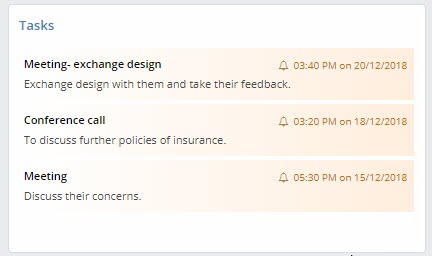 Tasks
Meeting- exchange design 03:40 PM on 20/12/2018
Exchange design with them and take their feedback.
Conference call 03:20 PM on 18/12/2018
To discuss further policies of insurance.
Meeting 05:30 PM on 15/12/2018
Discuss their concerns.